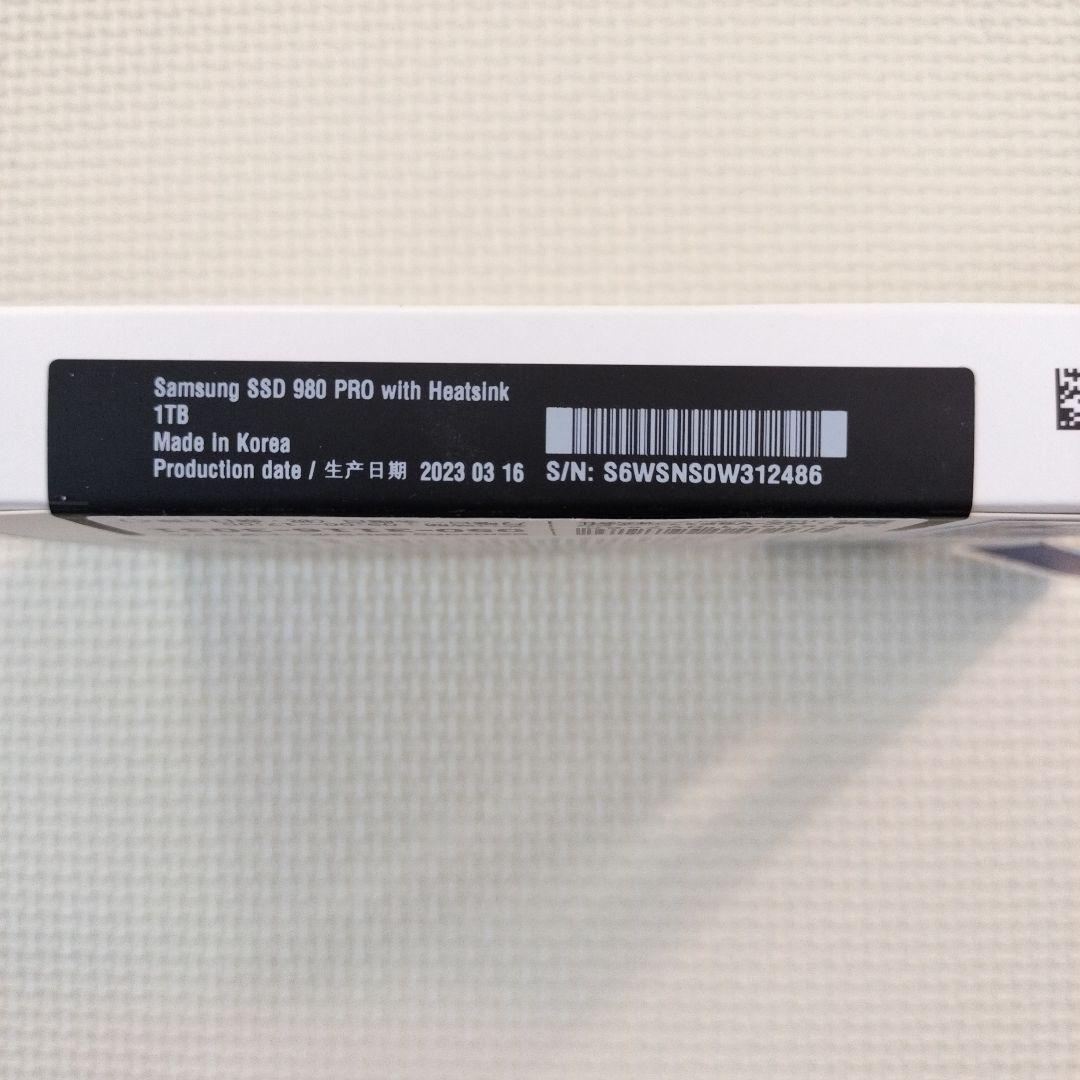 Samsung SSD 980 PRO with Heatsink
1TB
Made in Korea
Production date / 生产日期 2023 03 16
S/N: S6WSNS0W312486